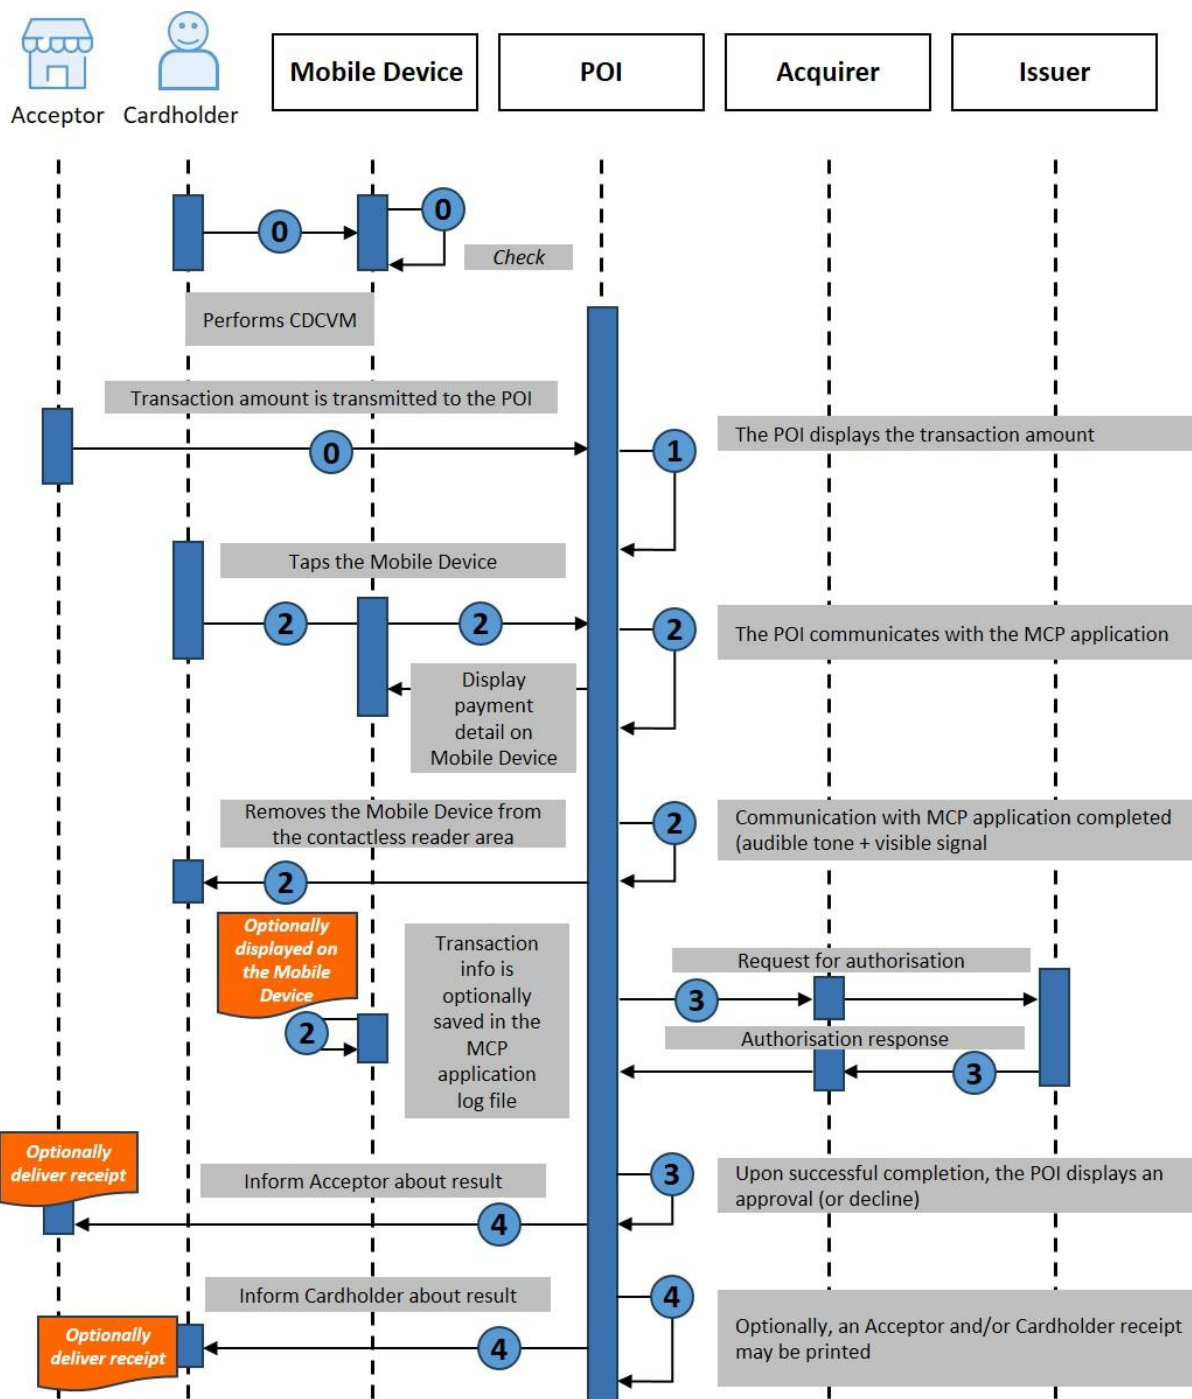 Acceptor
Cardholder
Mobile Device
POI
Acquirer
Issuer
0
0
Check
Performs CDCVM
Transaction amount is transmitted to the POI
0
1
The POI displays the transaction amount
Taps the Mobile Device
2
2
2
The POI communicates with the MCP application
Display
payment
detail on
Mobile Device
Removes the Mobile Device from
the contactless reader area
2
Communication with MCP application completed
(audible tone + visible signal
2
Optionally
displayed on
the Mobile
Device
2
Transaction
info is
optionally
saved in the
MCP
application
log file
Request for authorisation
3
Authorisation response
3
Optionally
deliver receipt
Inform Acceptor about result
4
3
Upon successful completion, the POI displays an
approval (or decline)
Inform Cardholder about result
4
Optionally
deliver receipt
4
Optionally, an Acceptor and/or Cardholder receipt
may be printed